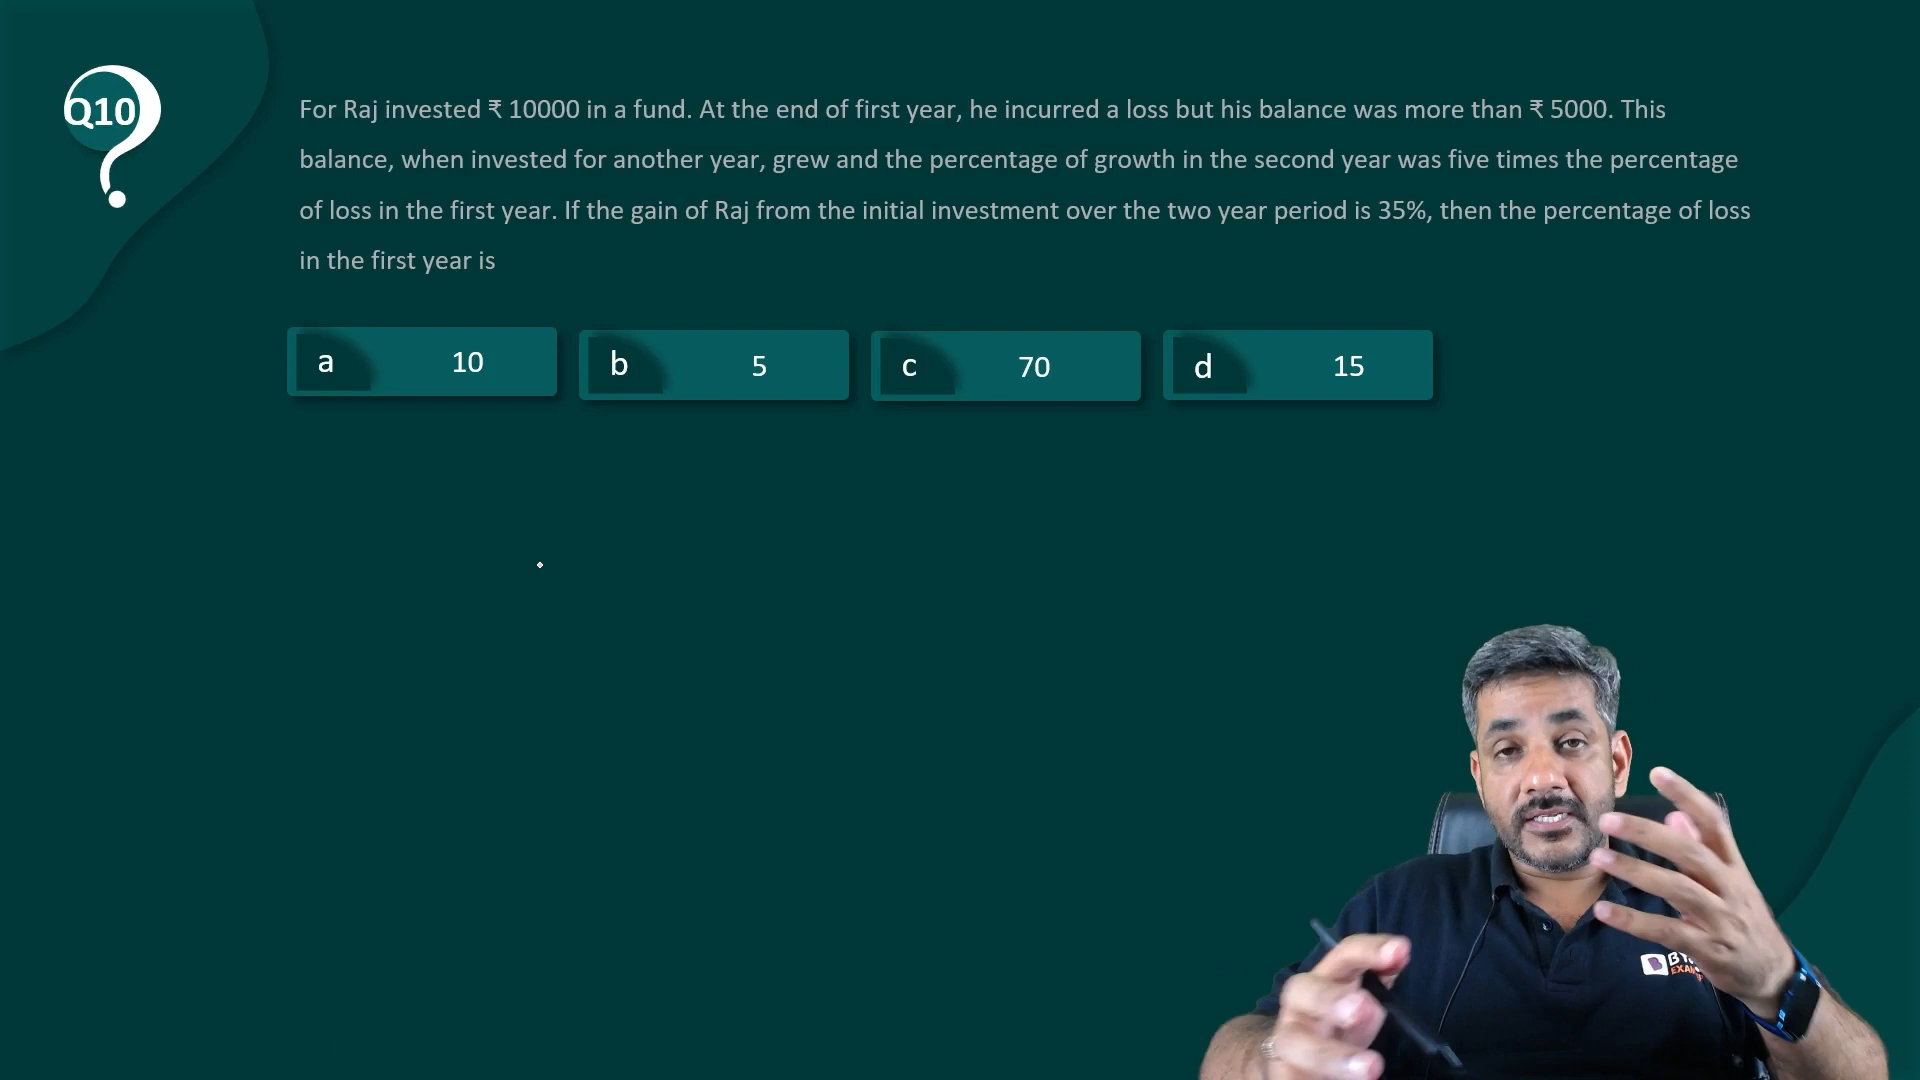 Q10
For Raj invested ₹ 10000 in a fund. At the end of first year, he incurred a loss but his balance was more than ₹ 5000. This
balance, when invested for another year, grew and the percentage of growth in the second year was five times the percentage
of loss in the first year. If the gain of Raj from the initial investment over the two year period is 35%, then the percentage of loss
in the first year is
a 10 b 5 c 70 d 15